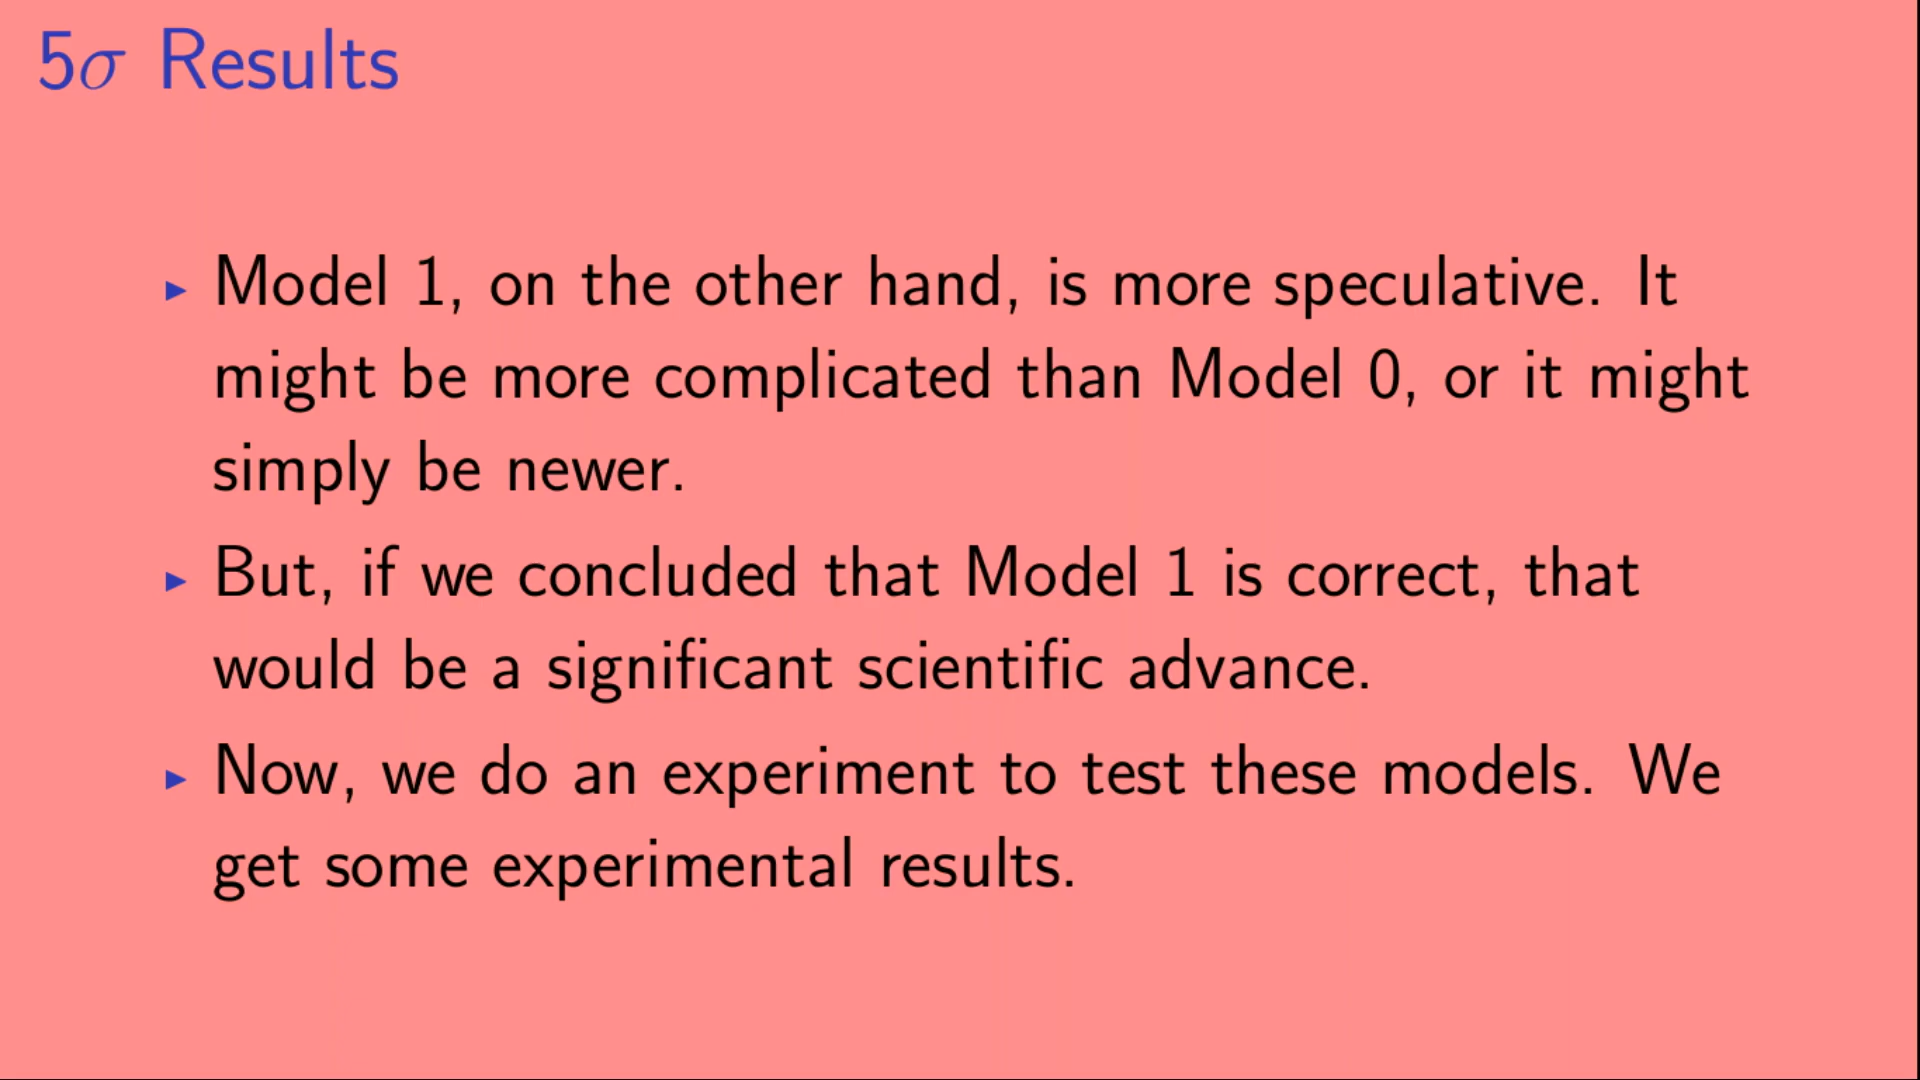 5σ Results
▸ Model 1, on the other hand, is more speculative. It
might be more complicated than Model 0, or it might
simply be newer.
▸ But, if we concluded that Model 1 is correct, that
would be a significant scientific advance.
▸ Now, we do an experiment to test these models. We
get some experimental results.